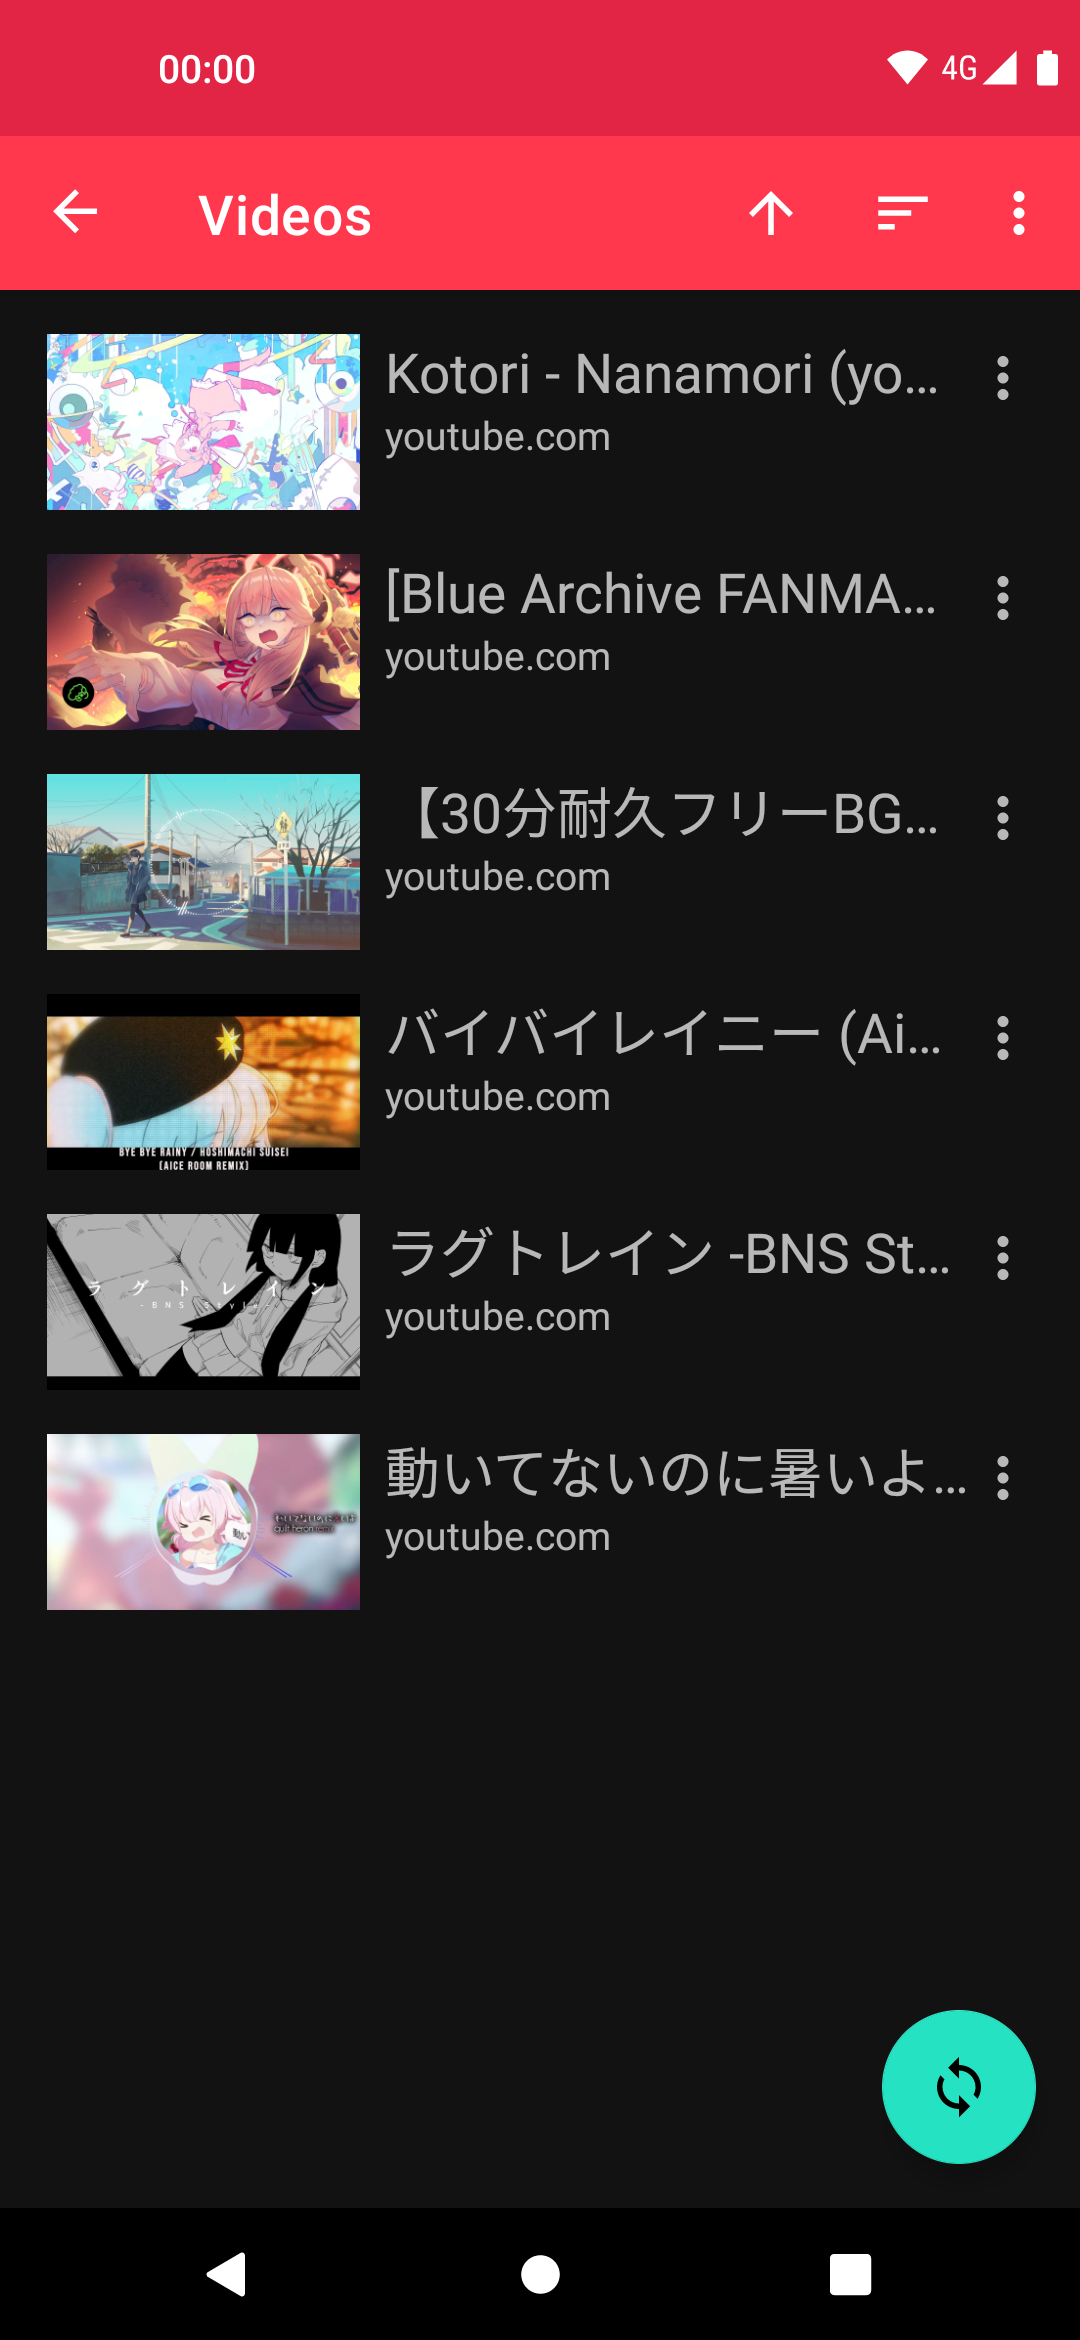 00:00
4G
Videos
Kotori - Nanamori (yo...
youtube.com
[Blue Archive FANMA...
youtube.com
【30分耐久フリーBG...
youtube.com
バイバイレイニー (Ai...
youtube.com
BYE BYE RAINY / HOSHIMACHI SUISEI
[AICE ROOM REMIX]
ラグトレイン -BNS St...
youtube.com
ラグトレイン
-BNS Style-
動いてないのに暑いよ...
youtube.com